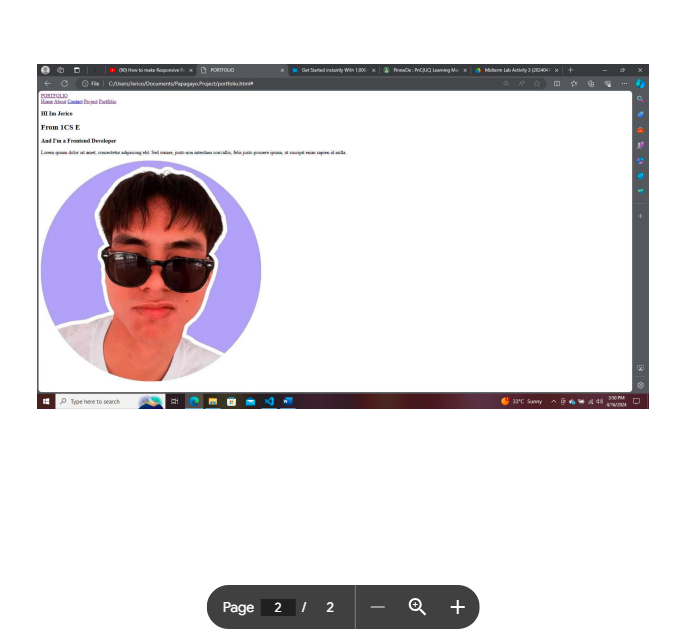 (90) How to make Responsive P
PORTFOLIO
Get Started Instantly With 1,001
PinnaCle : PnC(UC) Learning M
Midterm Lab Activity 3 (202404
File
C:/Users/Jerico/Documents/Papagayo.Project/portfolio.html#
PORTFOLIO
Home About Contact Project Portfolio
HI Im Jerico
From 1CS E
And I'm a Frontend Developer
Lorem ipsum dolor sit amet, consectetur adipiscing elit. Sed ornare, justo non interdum convallis, felis justo posuere ipsum, ut suscipit enim sapien id nulla.
Type here to search
33°C Sunny
3:50 PM
4/16/2024
Page 2 / 2